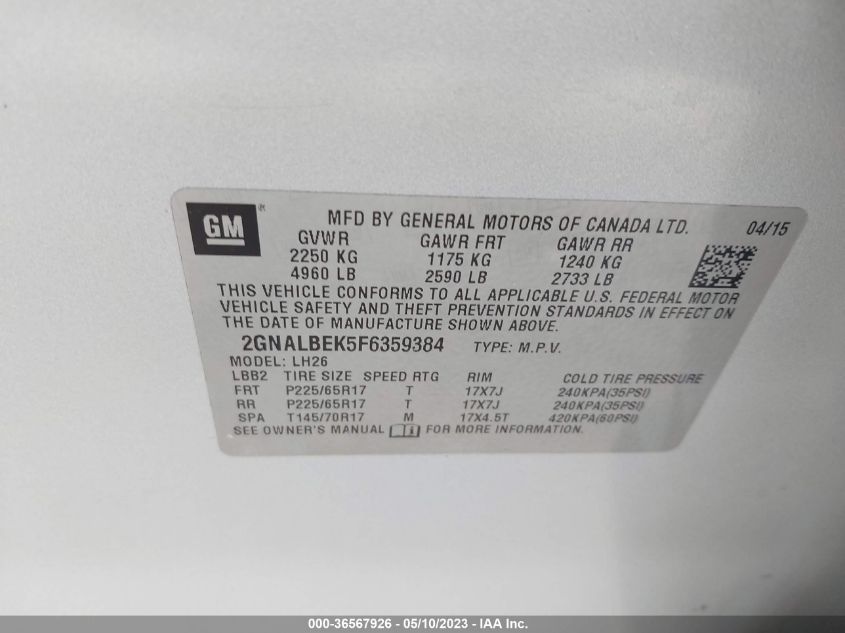 GM
MFD BY GENERAL MOTORS OF CANADA LTD. 04/15
GVWR GAWR FRT GAWR RR
2250 KG 1175 KG 1240 KG
4960 LB 2590 LB 2733 LB
THIS VEHICLE CONFORMS TO ALL APPLICABLE U.S. FEDERAL MOTOR
VEHICLE SAFETY AND THEFT PREVENTION STANDARDS IN EFFECT ON
THE DATE OF MANUFACTURE SHOWN ABOVE.
2GNALBEK5F6359384 TYPE: M.P.V.
MODEL: LH26
LBB2 TIRE SIZE SPEED RTG RIM COLD TIRE PRESSURE
FRT P225/65R17 T 17X7J 240KPA(35PSI)
RR P225/65R17 T 17X7J 240KPA(35PSI)
SPA T145/70R17 M 17X4.5T 420KPA(60PSI)
SEE OWNER'S MANUAL FOR MORE INFORMATION.
000-36567926 - 05/10/2023 - IAA Inc.